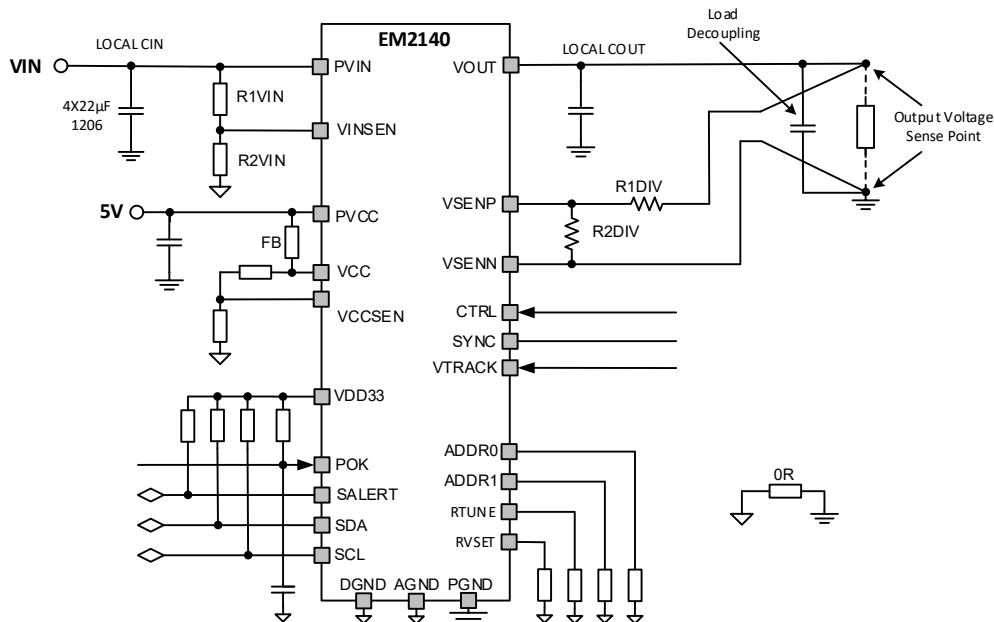 EM2140
Load
Decoupling
LOCAL CIN
LOCAL COUT
VIN
PVIN
VOUT
R1VIN
4X22µF
1206
Output Voltage
Sense Point
VINSEN
R2VIN
R1DIV
VSENP
5V
PVCC
R2DIV
FB
VSENN
VCC
VCCSEN
CTRL
SYNC
VTRACK
VDD33
ADDR0
POK
0R
ADDR1
SALERT
RTUNE
SDA
RVSET
SCL
DGND
AGND
PGND